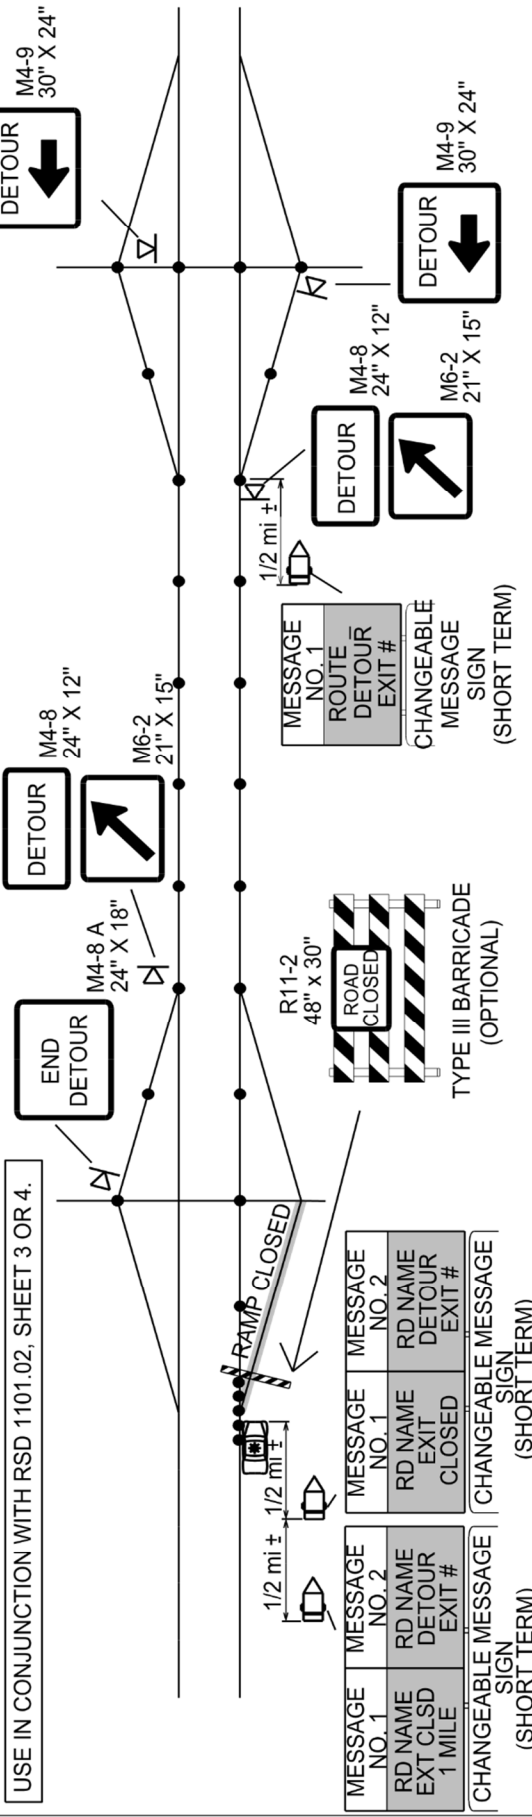 USE IN CONJUNCTION WITH RSD 1101.02, SHEET 3 OR 4.
END
DETOUR
M4-8 A
24" X 18"
DETOUR
M4-8
24" X 12"
M6-2
21" X 15"
DETOUR
M4-9
30" X 24"
RAMP CLOSED
1/2 mi ±
1/2 mi ±
MESSAGE
NO. 1
RD NAME
EXT CLSD
1 MILE
MESSAGE
NO. 2
RD NAME
DETOUR
EXIT #
CHANGEABLE MESSAGE
SIGN
(SHORT TERM)
MESSAGE
NO. 1
RD NAME
EXIT
CLOSED
MESSAGE
NO. 2
RD NAME
DETOUR
EXIT #
CHANGEABLE MESSAGE
SIGN
(SHORT TERM)
R11-2
48" x 30"
ROAD
CLOSED
TYPE III BARRICADE
(OPTIONAL)
1/2 mi ±
MESSAGE
NO. 1
ROUTE
DETOUR
EXIT #
CHANGEABLE
MESSAGE
SIGN
(SHORT TERM)
DETOUR
M4-8
24" X 12"
M6-2
21" X 15"
DETOUR
M4-9
30" X 24"